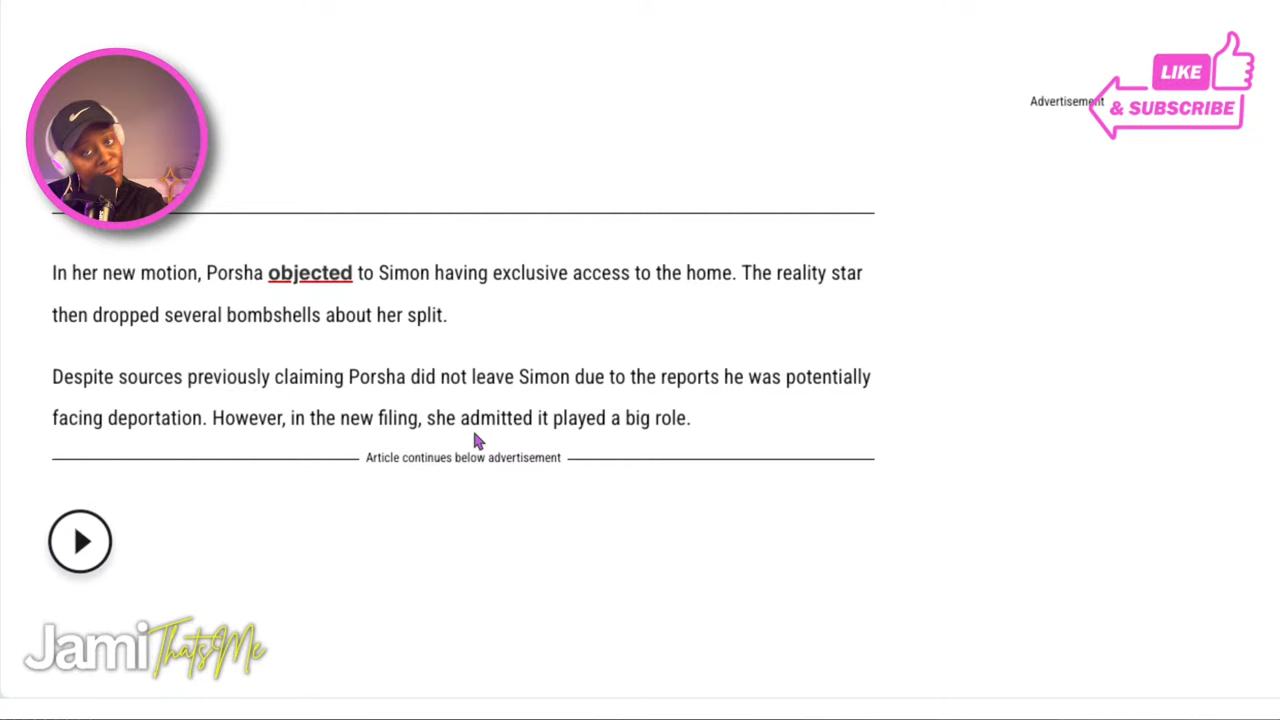 LIKE
Advertisement
& SUBSCRIBE
In her new motion, Porsha objected to Simon having exclusive access to the home. The reality star
then dropped several bombshells about her split.
Despite sources previously claiming Porsha did not leave Simon due to the reports he was potentially
facing deportation. However, in the new filing, she admitted it played a big role.
Article continues below advertisement
Jami ThatsMe